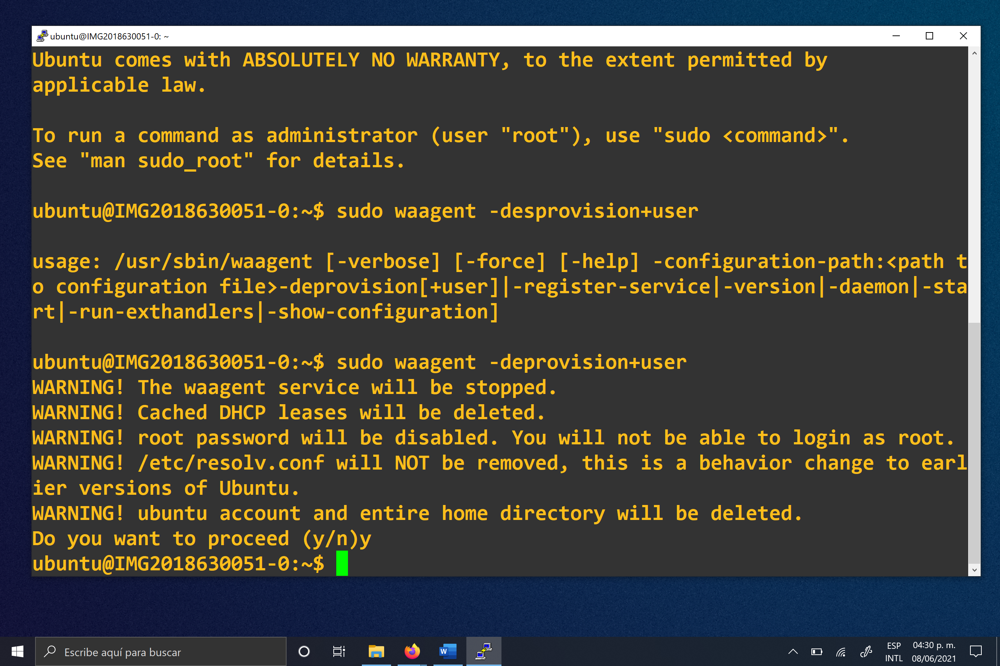 ubuntu@IMG2018630051-0: ~
Ubuntu comes with ABSOLUTELY NO WARRANTY, to the extent permitted by
applicable law.
To run a command as administrator (user "root"), use "sudo <command>".
See "man sudo_root" for details.
ubuntu@IMG2018630051-0:~$ sudo waagent -desprovision+user
usage: /usr/sbin/waagent [-verbose] [-force] [-help] -configuration-path:<path t
o configuration file>-deprovision[+user]|-register-service|-version|-daemon|-sta
rt|-run-exthandlers|-show-configuration]
ubuntu@IMG2018630051-0:~$ sudo waagent -deprovision+user
WARNING! The waagent service will be stopped.
WARNING! Cached DHCP leases will be deleted.
WARNING! root password will be disabled. You will not be able to login as root.
WARNING! /etc/resolv.conf will NOT be removed, this is a behavior change to earl
ier versions of Ubuntu.
WARNING! ubuntu account and entire home directory will be deleted.
Do you want to proceed (y/n)y
ubuntu@IMG2018630051-0:~$
Escribe aquí para buscar
W
ESP
INTL
04:30 p. m.
08/06/2021